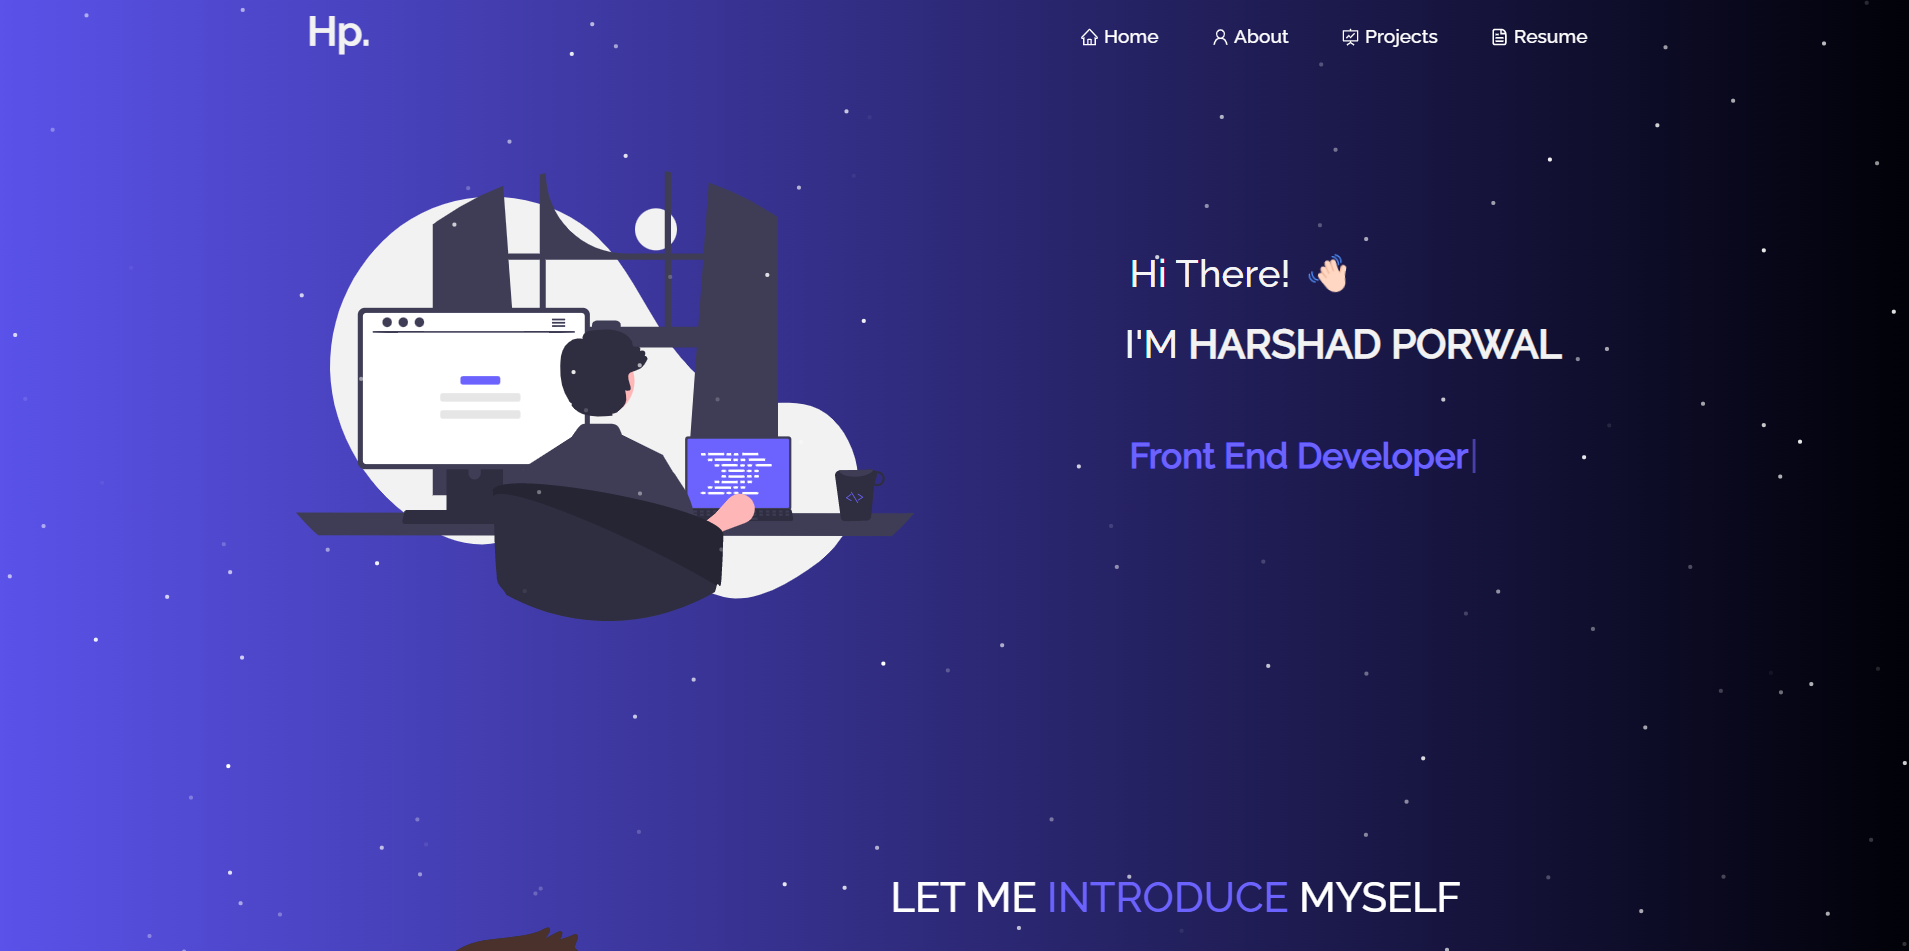 Hp.
Home About Projects Resume
Hi There! 👋🏻
I'M HARSHAD PORWAL
Front End Developer|
</>
LET ME INTRODUCE MYSELF